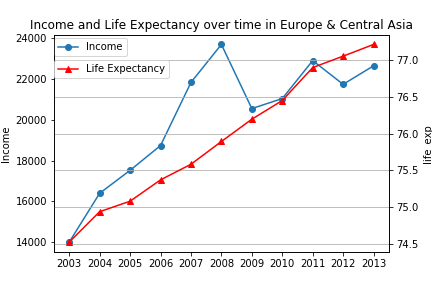 Income and Life Expectancy over time in Europe & Central Asia
Income
Life Expectancy
24000
22000
20000
18000
16000
14000
Income
77.0
76.5
76.0
75.5
75.0
74.5
life_exp
2003 2004 2005 2006 2007 2008 2009 2010 2011 2012 2013